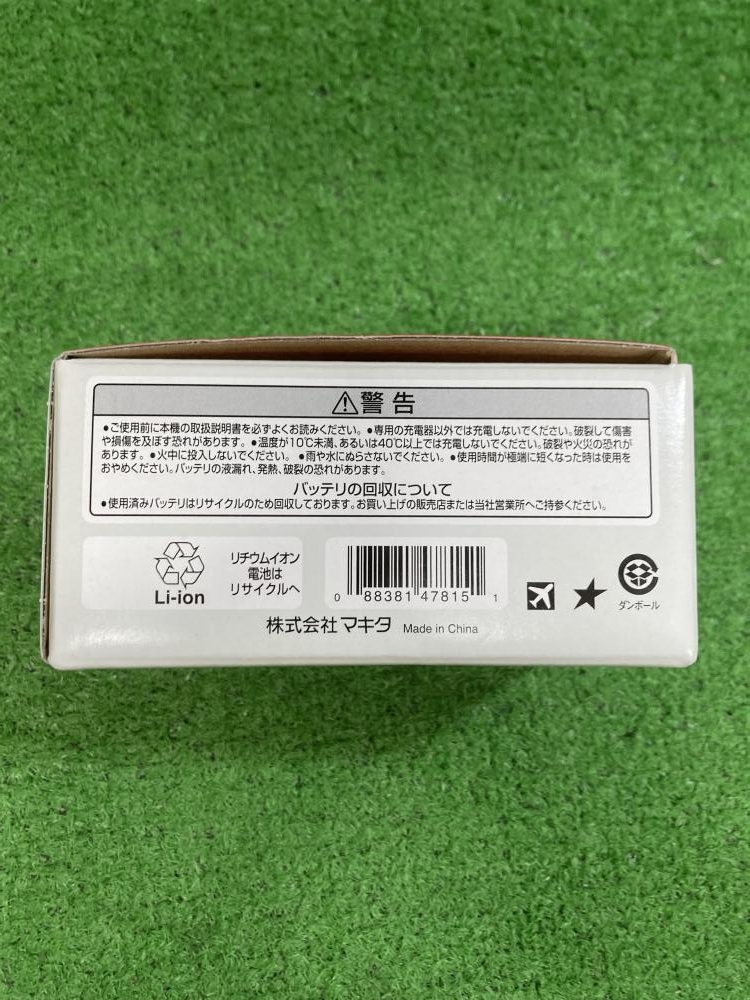 警告
●ご使用前に本機の取扱説明書を必ずよくお読みください。●専用の充電器以外では充電しないでください。破裂して傷害
や損傷を及ぼす恐れがあります。●温度が10℃未満、あるいは40℃以上では充電しないでください。破裂や火災の恐れが
あります。●火中に投入しないでください。●雨や水にぬらさないでください。●使用時間が極端に短くなった時は使用を
おやめください。バッテリの液漏れ、発熱、破裂の恐れがあります。
バッテリの回収について
●使用済みバッテリはリサイクルのため回収しております。お買い上げの販売店または当社営業所へご持参ください。
Li-ion
リチウムイオン
電池は
リサイクルへ
0 88381 47815 1
ダンボール
株式会社マキタ Made in China